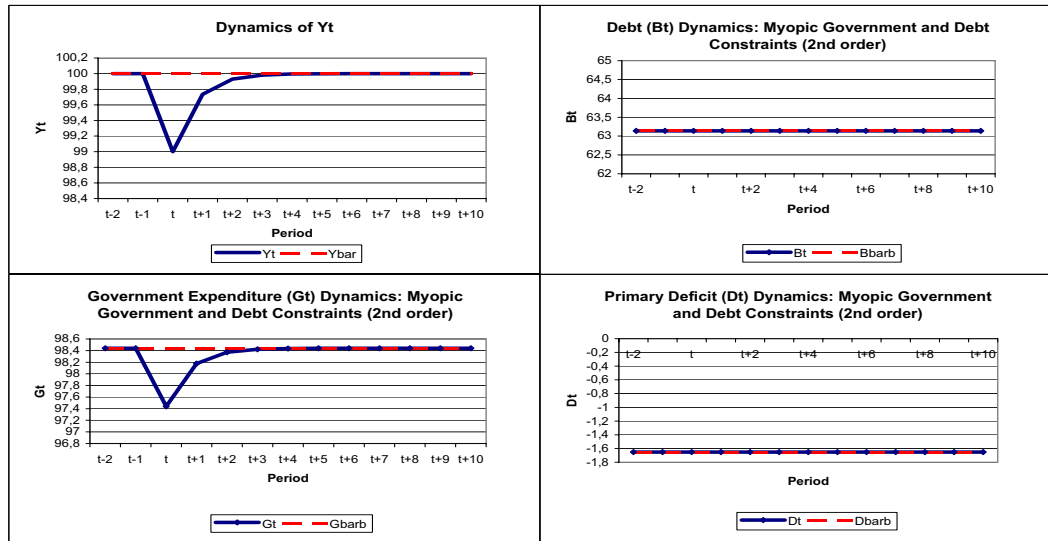 Dynamics of Yt
100,2
100
99,8
99,6
99,4
99,2
99
98,8
98,6
98,4
Yt
t-2 t-1 t t+1 t+2 t+3 t+4 t+5 t+6 t+7 t+8 t+9 t+10
Period
Yt Ybar
Debt (Bt) Dynamics: Myopic Government and Debt
Constraints (2nd order)
65
64,5
64
63,5
63
62,5
62
Bt
t-2 t t+2 t+4 t+6 t+8 t+10
Period
Bt Bbarb
Government Expenditure (Gt) Dynamics: Myopic
Government and Debt Constraints (2nd order)
98,6
98,4
98,2
98
97,8
97,6
97,4
97,2
97
96,8
Gt
t-2 t-1 t t+1 t+2 t+3 t+4 t+5 t+6 t+7 t+8 t+9 t+10
Period
Gt Gbarb
Primary Deficit (Dt) Dynamics: Myopic Government
and Debt Constraints (2nd order)
0
-0,2
-0,4
-0,6
-0,8
-1
-1,2
-1,4
-1,6
-1,8
Dt
t-2 t t+2 t+4 t+6 t+8 t+10
Period
Dt Dbarb